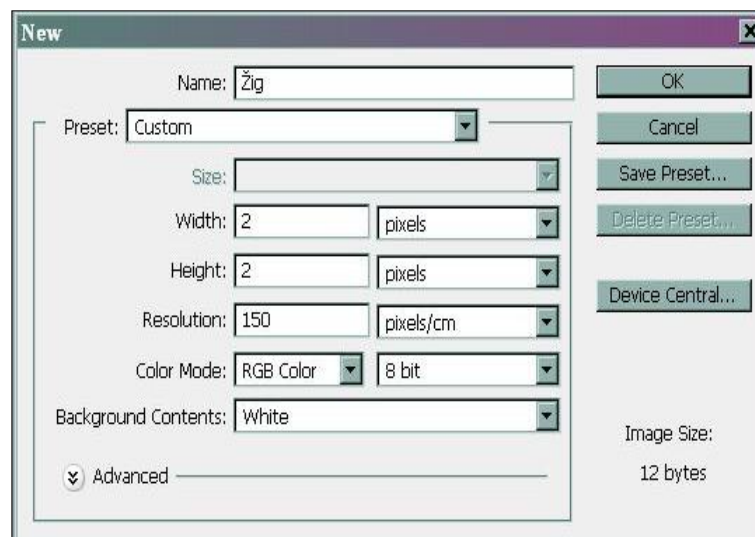 New
Name: Žig
OK
Preset: Custom
Cancel
Size:
Save Preset...
Width: 2 pixels
Delete Preset...
Height: 2 pixels
Device Central...
Resolution: 150 pixels/cm
Color Mode: RGB Color 8 bit
Background Contents: White
Image Size:
Advanced
12 bytes